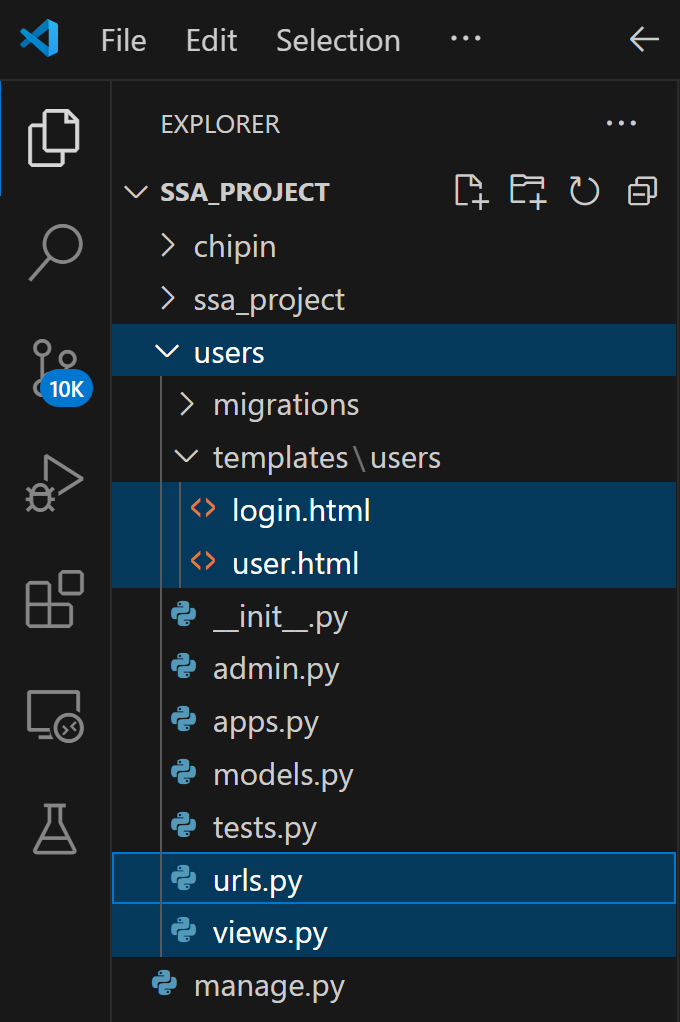 File Edit Selection ...
EXPLORER ...
SSA_PROJECT
chipin
ssa_project
users
10K
migrations
templates\users
login.html
user.html
__init__.py
admin.py
apps.py
models.py
tests.py
urls.py
views.py
manage.py